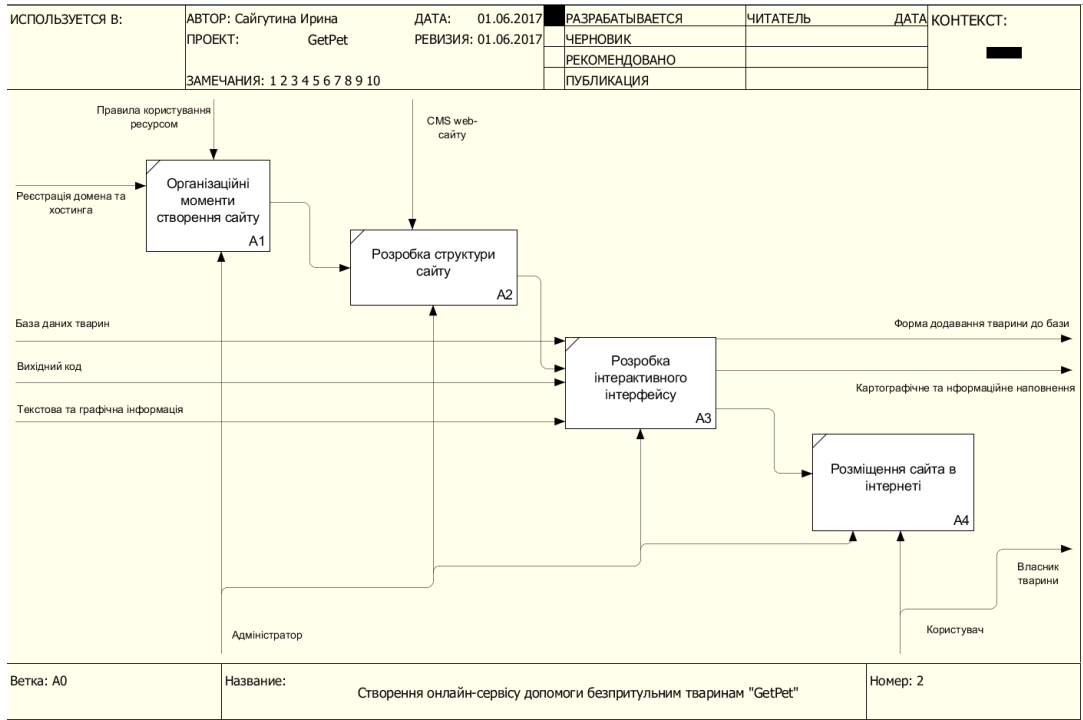 ИСПОЛЬЗУЕТСЯ В:
АВТОР: Сайгутина Ирина
ДАТА: 01.06.2017
ПРОЕКТ: GetPet
РЕВИЗИЯ: 01.06.2017
ЗАМЕЧАНИЯ: 1 2 3 4 5 6 7 8 9 10
РАЗРАБАТЫВАЕТСЯ
ЧЕРНОВИК
РЕКОМЕНДОВАНО
ПУБЛИКАЦИЯ
ЧИТАТЕЛЬ ДАТА
КОНТЕКСТ:
Правила користування
ресурсом
CMS web-
сайту
Реєстрація домена та
хостинга
Організаційні
моменти
створення сайту
A1
Розробка структури
сайту
A2
База даних тварин
Вихідний код
Текстова та графічна інформація
Розробка
інтерактивного
інтерфейсу
A3
Форма додавання тварини до бази
Картографічне та нформаційне наповнення
Розміщення сайта в
інтернеті
A4
Власник
тварини
Адміністратор
Користувач
Ветка: A0
Название:
Створення онлайн-сервісу допомоги безпритульним тваринам "GetPet"
Номер: 2